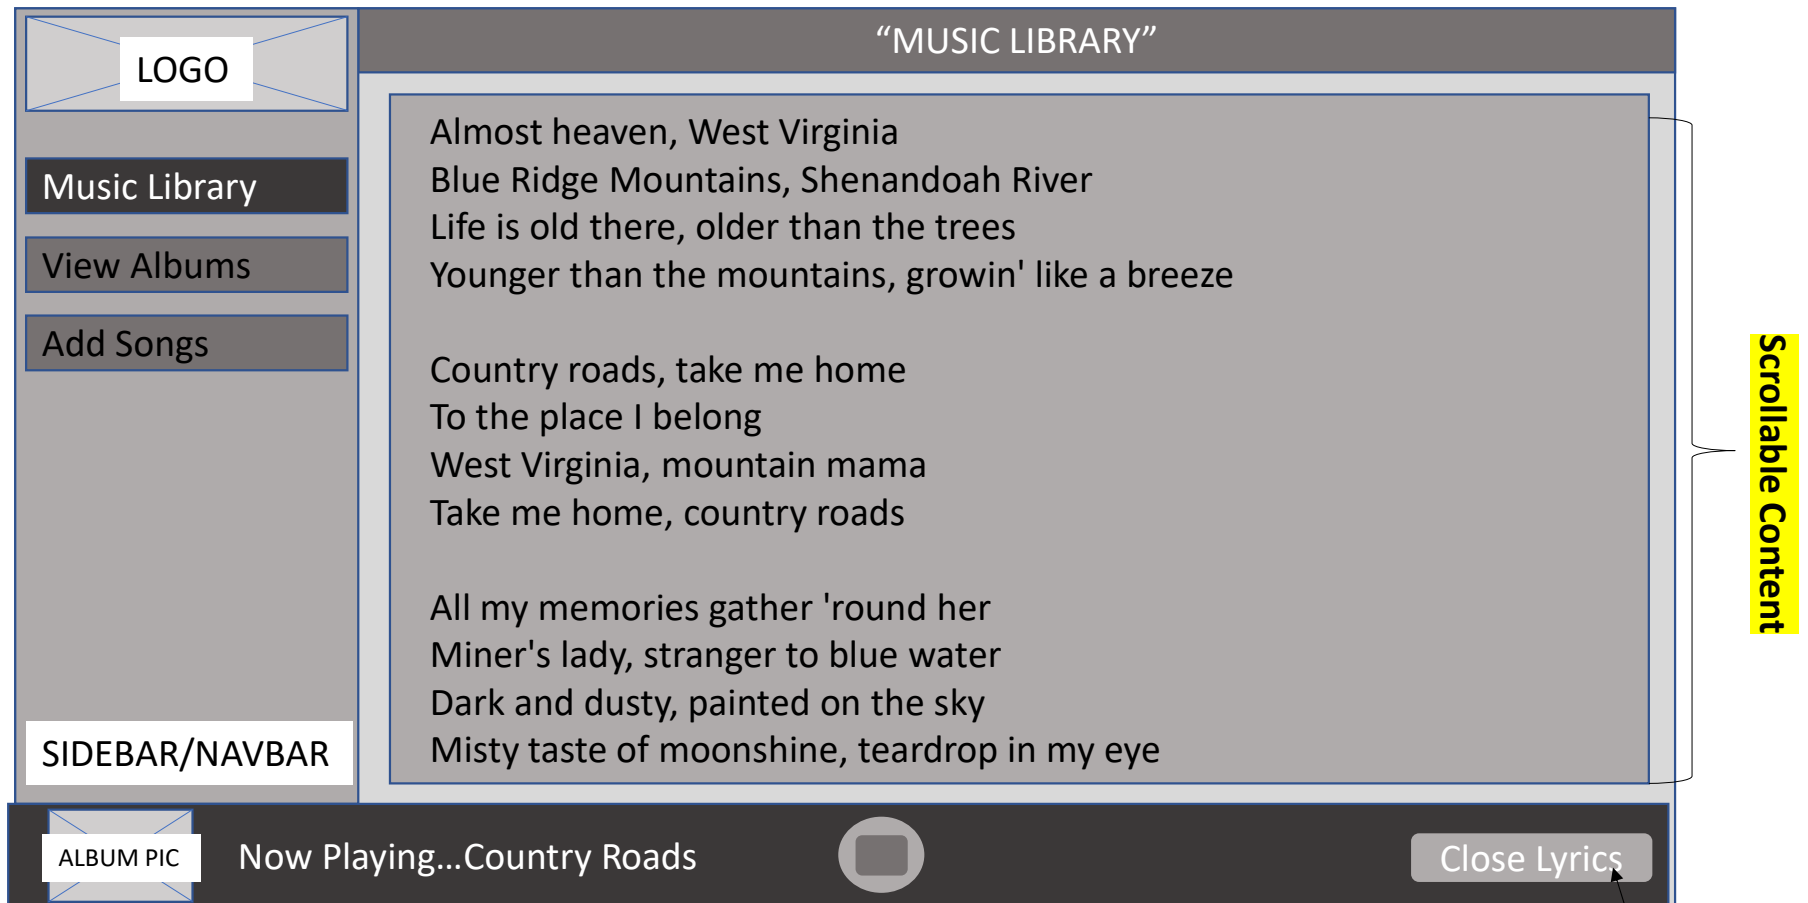 LOGO
“MUSIC LIBRARY”
Music Library
View Albums
Add Songs
SIDEBAR/NAVBAR
Almost heaven, West Virginia
Blue Ridge Mountains, Shenandoah River
Life is old there, older than the trees
Younger than the mountains, growin' like a breeze
Country roads, take me home
To the place I belong
West Virginia, mountain mama
Take me home, country roads
All my memories gather 'round her
Miner's lady, stranger to blue water
Dark and dusty, painted on the sky
Misty taste of moonshine, teardrop in my eye
Scrollable Content
ALBUM PIC
Now Playing...Country Roads
Close Lyrics